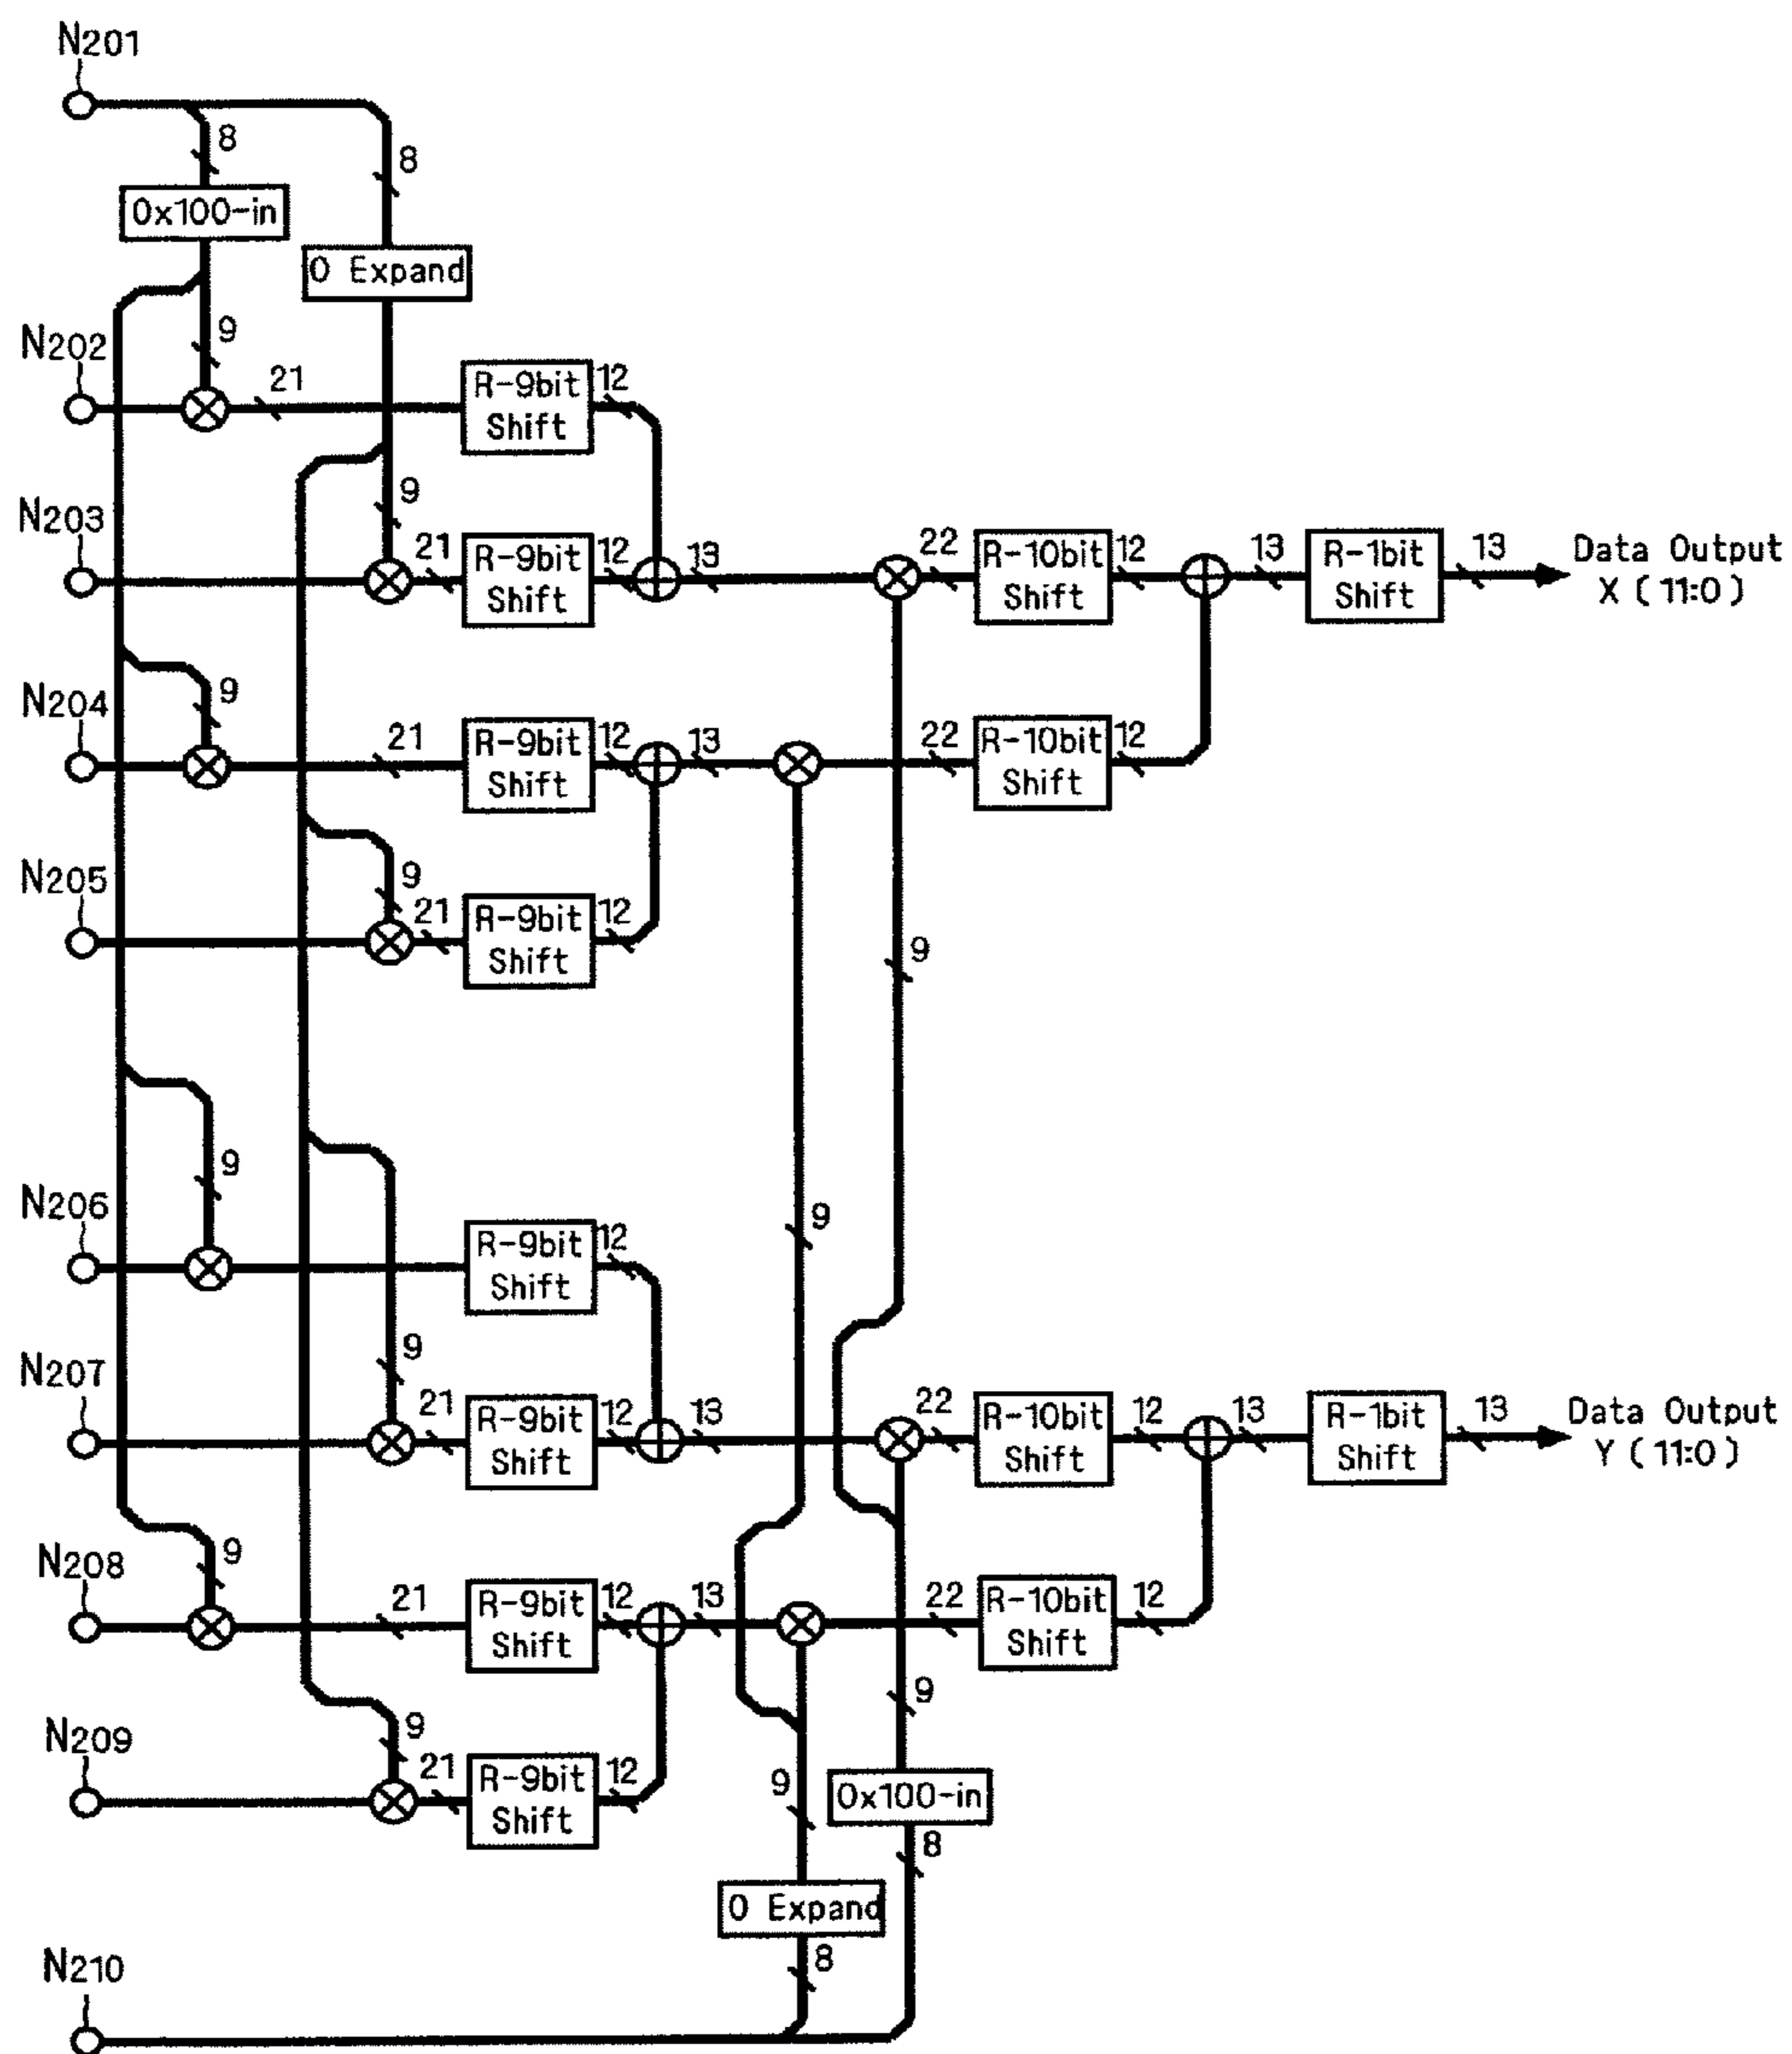 N201
8
8
0x100-in
0 Expand
9
N202
21
R-9bit
Shift
12
9
N203
21
R-9bit
Shift
12
13
22
R-10bit
Shift
12
13
R-1bit
Shift
13
Data Output
X (11:0)
9
N204
21
R-9bit
Shift
12
13
22
R-10bit
Shift
12
9
N205
21
R-9bit
Shift
12
9
9
9
N206
R-9bit
Shift
12
9
N207
21
R-9bit
Shift
12
13
22
R-10bit
Shift
12
13
R-1bit
Shift
13
Data Output
Y (11:0)
9
N208
21
R-9bit
Shift
12
13
22
R-10bit
Shift
12
9
9
N209
21
R-9bit
Shift
12
9
0x100-in
8
0 Expand
8
N210